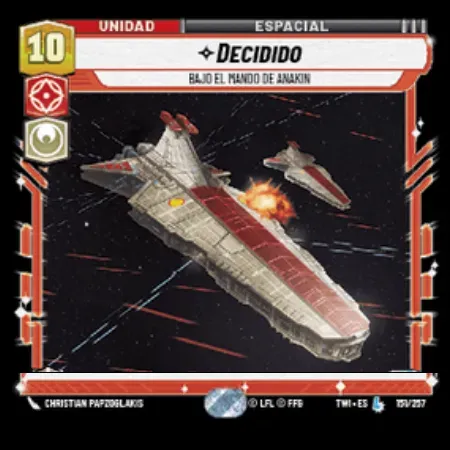 UNIDAD
ESPACIAL
10
DECIDIDO
BAJO EL MANDO DE ANAKIN
CHRISTIAN PAPZOGLAKIS
© LFL © FFG
TWI • ES
151/257